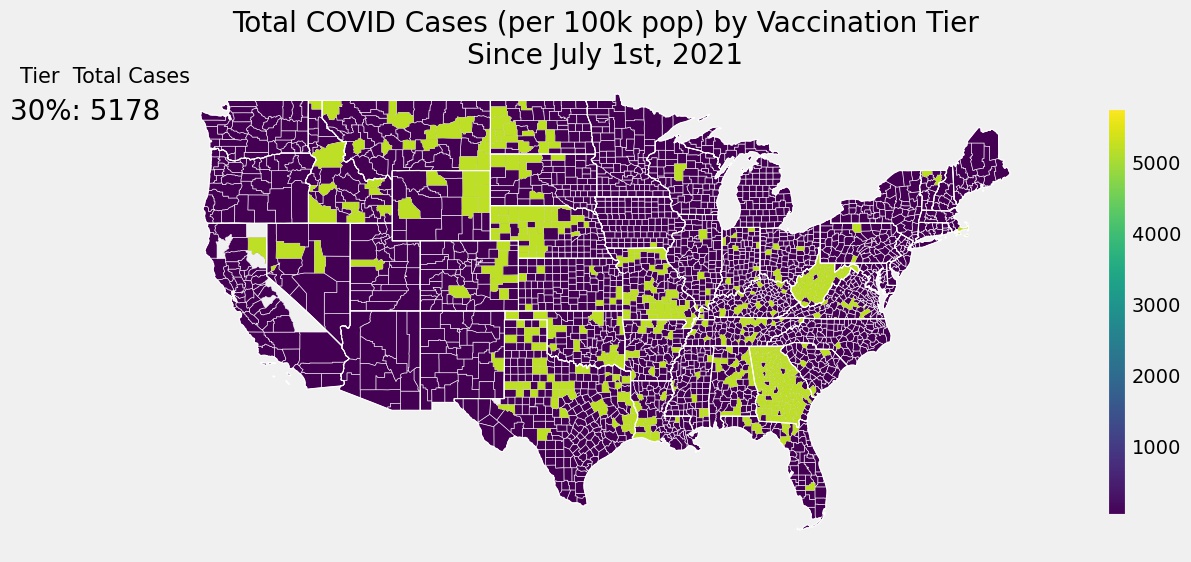 Total COVID Cases (per 100k pop) by Vaccination Tier
Since July 1st, 2021
Tier Total Cases
30%: 5178
5000
4000
3000
2000
1000